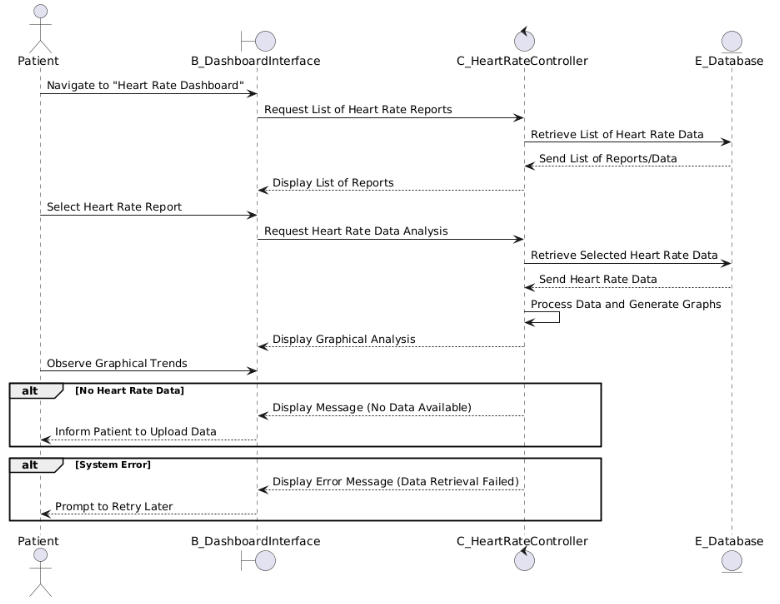 Patient
B_DashboardInterface
C_HeartRateController
E_Database
Navigate to "Heart Rate Dashboard"
Request List of Heart Rate Reports
Retrieve List of Heart Rate Data
Send List of Reports/Data
Display List of Reports
Select Heart Rate Report
Request Heart Rate Data Analysis
Retrieve Selected Heart Rate Data
Send Heart Rate Data
Process Data and Generate Graphs
Display Graphical Analysis
Observe Graphical Trends
alt [No Heart Rate Data]
Display Message (No Data Available)
Inform Patient to Upload Data
alt [System Error]
Display Error Message (Data Retrieval Failed)
Prompt to Retry Later
Patient
B_DashboardInterface
C_HeartRateController
E_Database